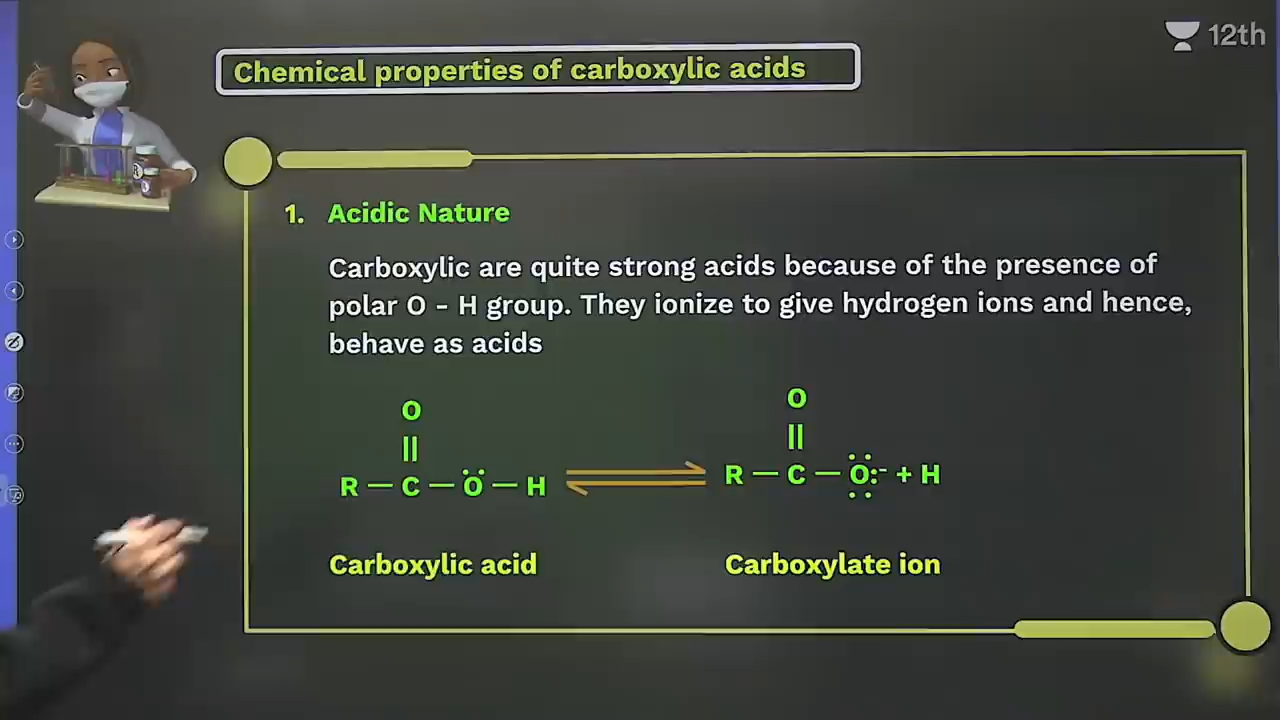 12th
Chemical properties of carboxylic acids
1. Acidic Nature
Carboxylic are quite strong acids because of the presence of
polar O - H group. They ionize to give hydrogen ions and hence,
behave as acids
O O
|| ||
R — C — Ö — H ⇌ R — C — Ö:⁻ + H
Carboxylic acid Carboxylate ion